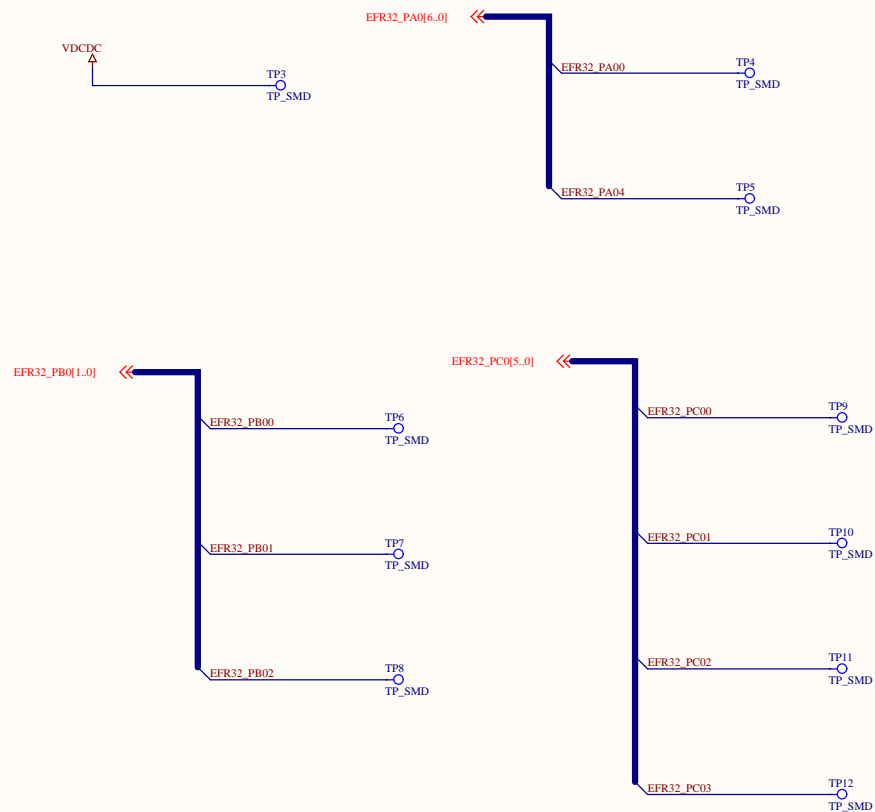 EFR32_PA0[6..0]
VDCDC
TP3
TP_SMD
EFR32_PA00
TP4
TP_SMD
EFR32_PA04
TP5
TP_SMD
EFR32_PB0[1..0]
EFR32_PB00
TP6
TP_SMD
EFR32_PB01
TP7
TP_SMD
EFR32_PB02
TP8
TP_SMD
EFR32_PC0[5..0]
EFR32_PC00
TP9
TP_SMD
EFR32_PC01
TP10
TP_SMD
EFR32_PC02
TP11
TP_SMD
EFR32_PC03
TP12
TP_SMD